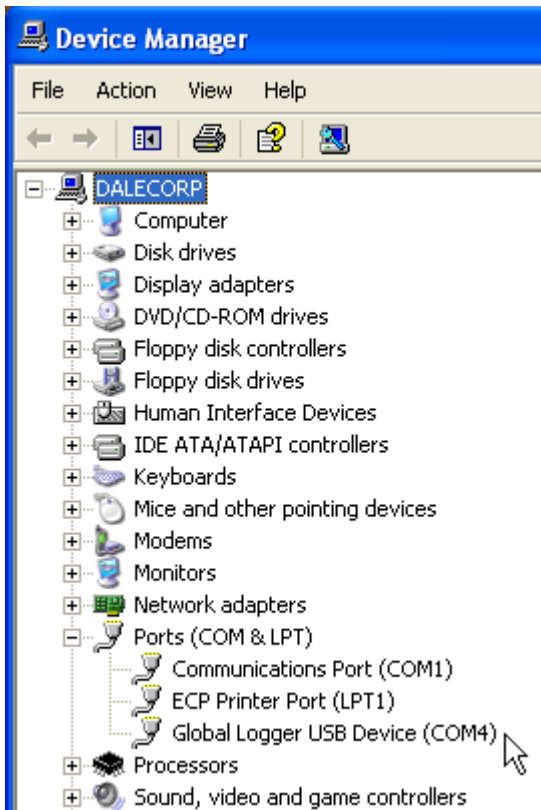 Device Manager
File Action View Help
DALECORP
Computer
Disk drives
Display adapters
DVD/CD-ROM drives
Floppy disk controllers
Floppy disk drives
Human Interface Devices
IDE ATA/ATAPI controllers
Keyboards
Mice and other pointing devices
Modems
Monitors
Network adapters
Ports (COM & LPT)
Communications Port (COM1)
ECP Printer Port (LPT1)
Global Logger USB Device (COM4)
Processors
Sound, video and game controllers